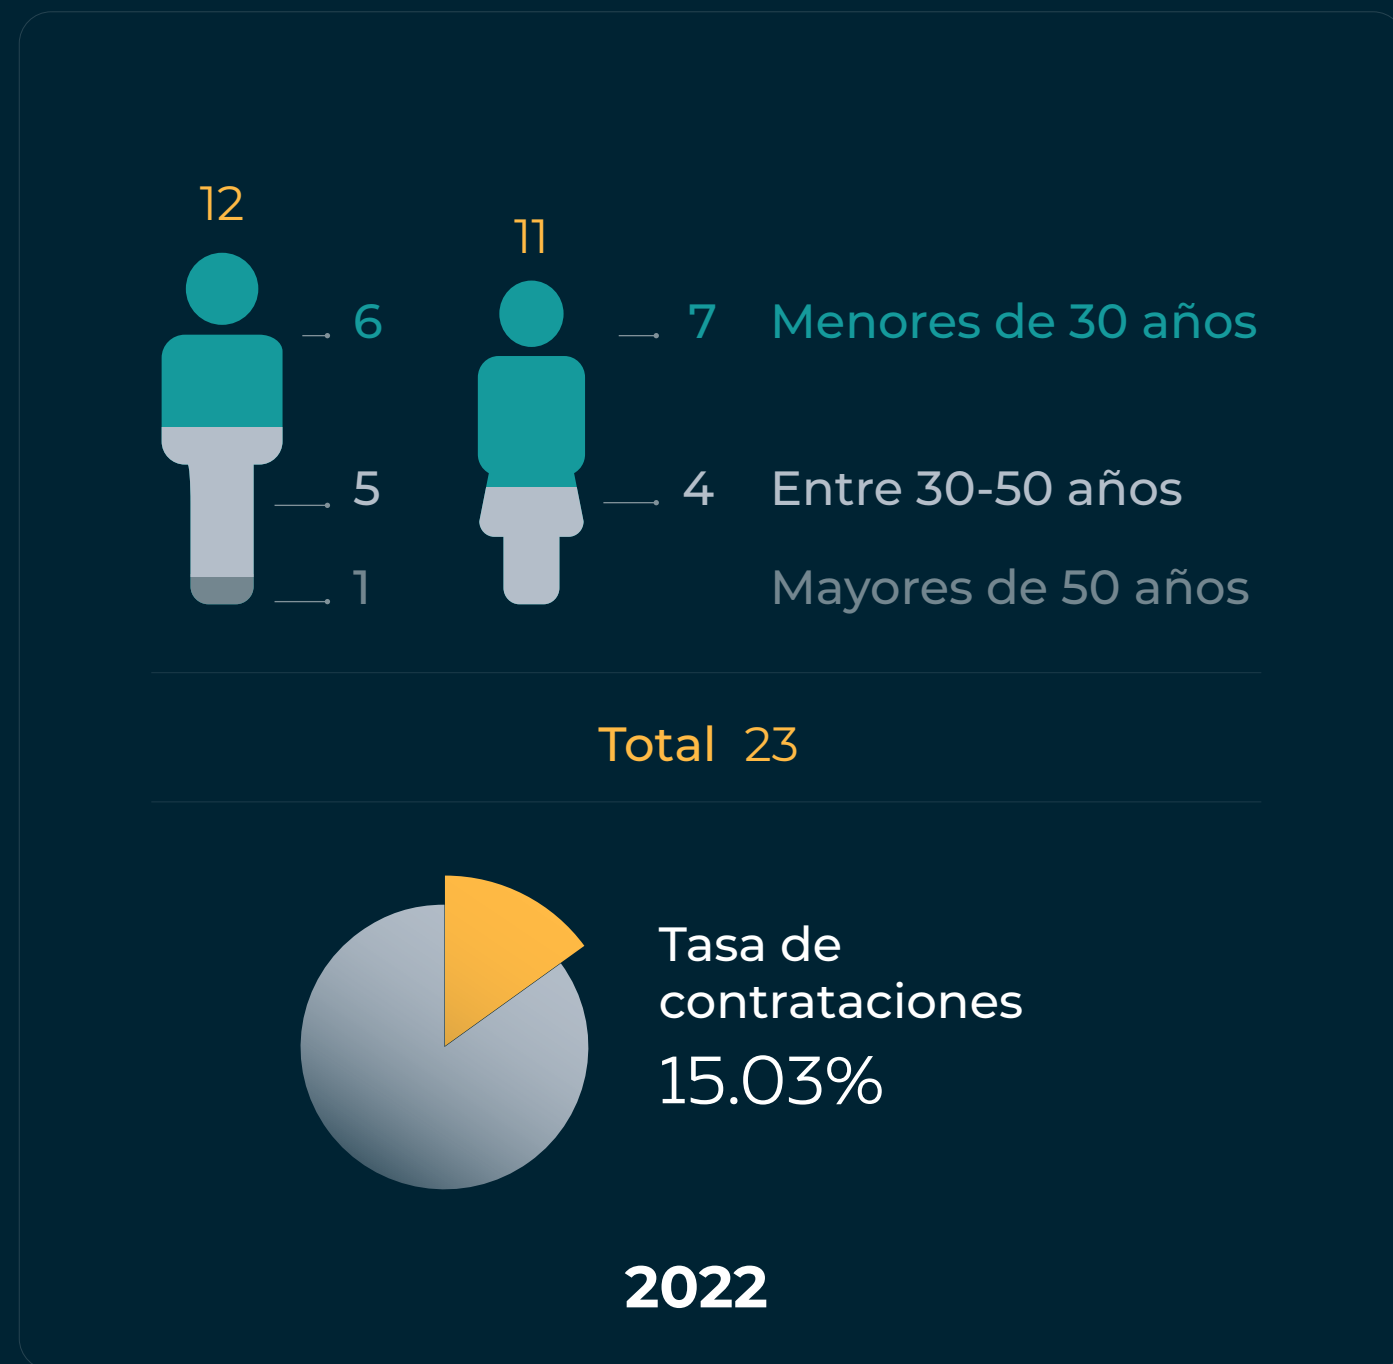 12
11
6 7 Menores de 30 años
5 4 Entre 30-50 años
1 Mayores de 50 años
Total 23
Tasa de
contrataciones
15.03%
2022